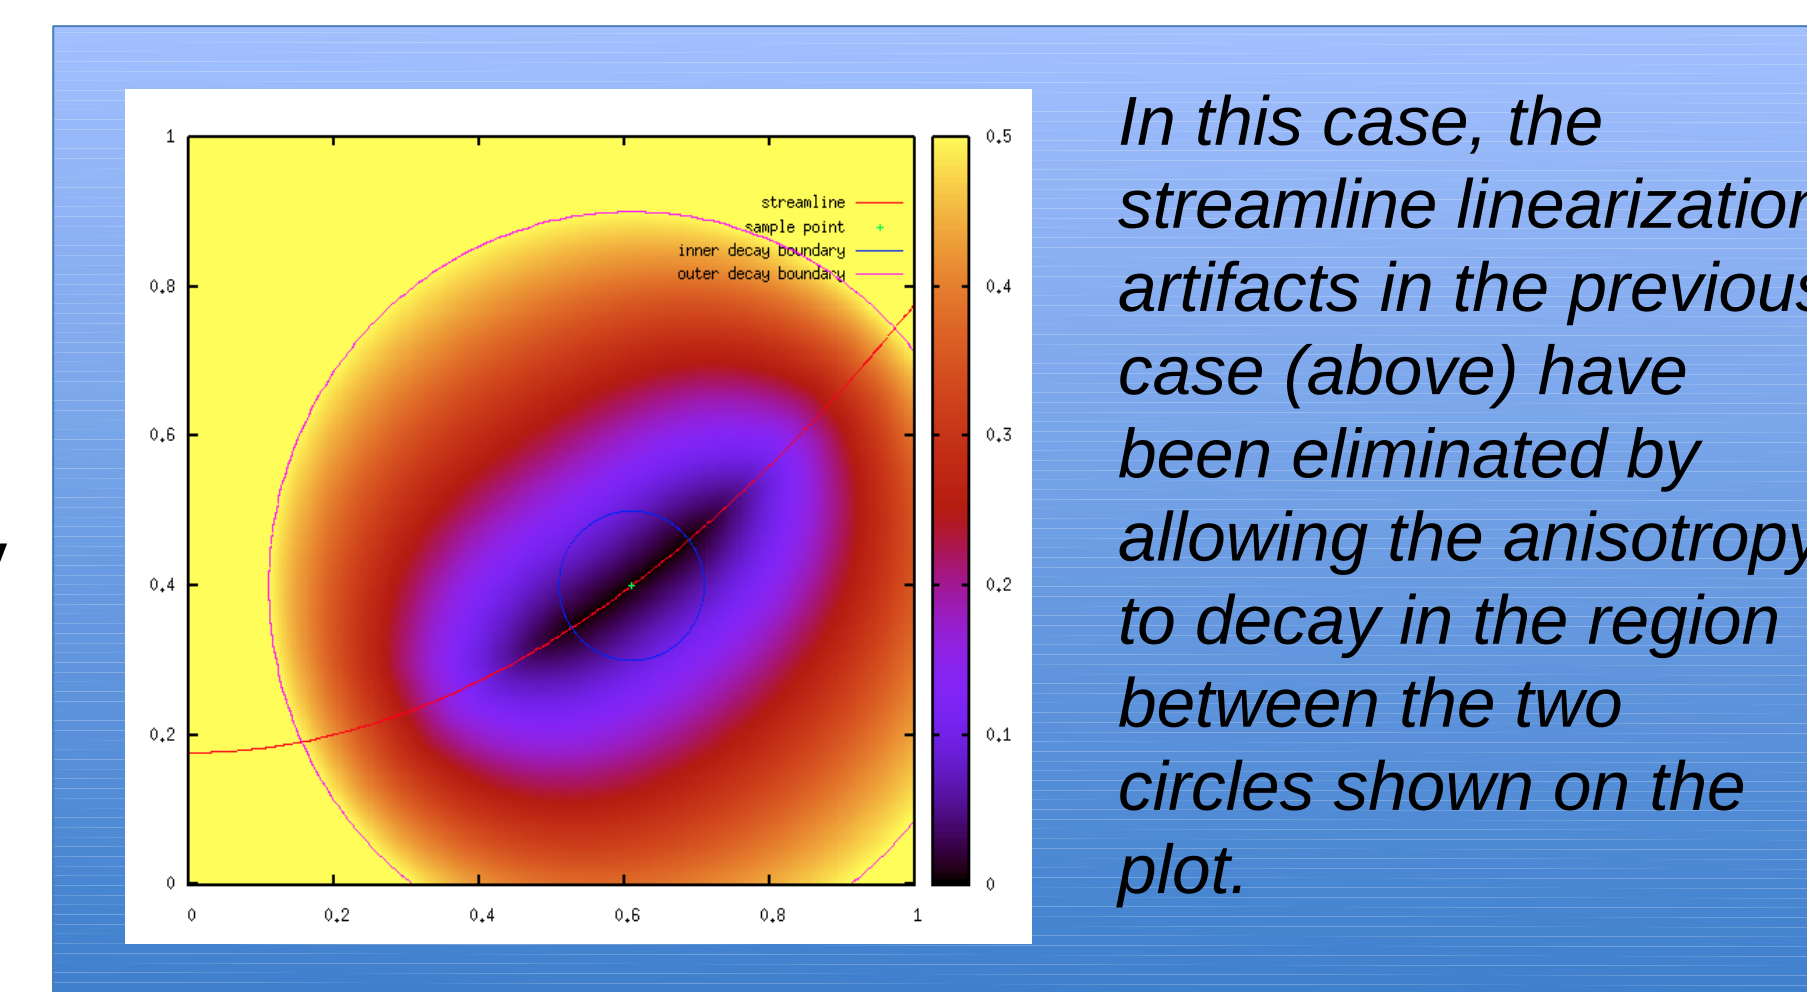 1
0.8
0.6
0.4
0.2
0
0
0.2
0.4
0.6
0.8
1
streamline
sample point
inner decay boundary
outer decay boundary
0.5
0.4
0.3
0.2
0.1
0
In this case, the
streamline linearization
artifacts in the previous
case (above) have
been eliminated by
allowing the anisotropy
to decay in the region
between the two
circles shown on the
plot.